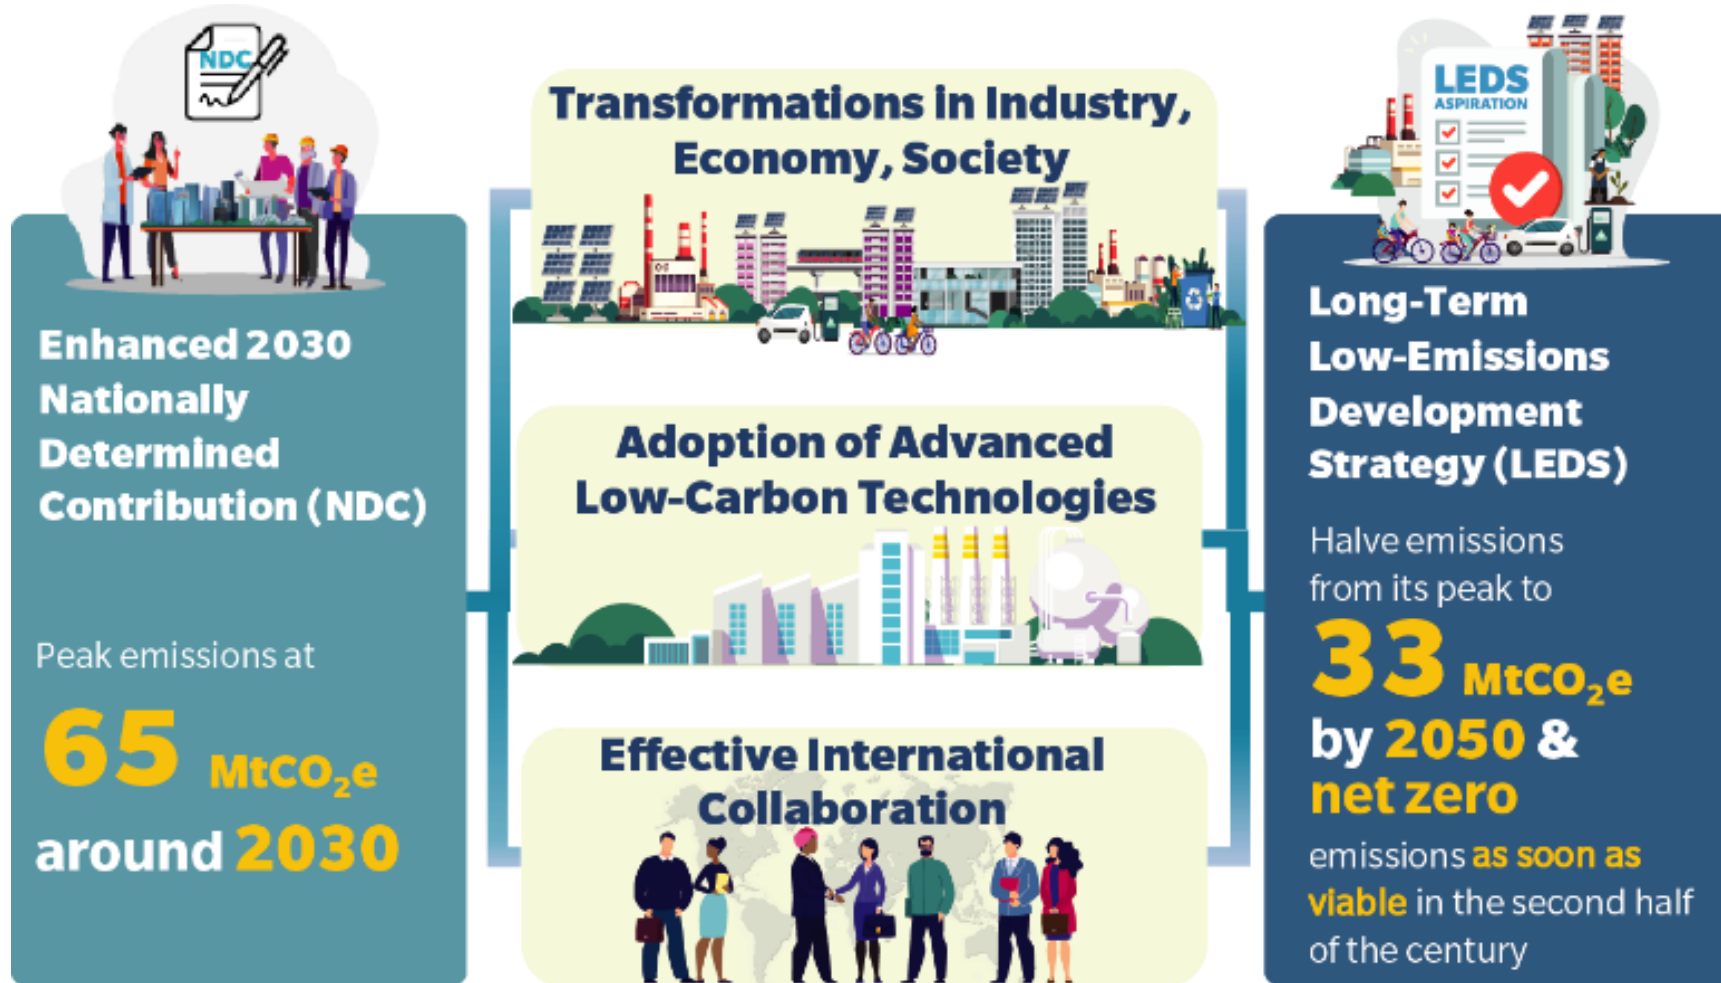 NDC
Enhanced 2030
Nationally
Determined
Contribution (NDC)
Peak emissions at
65 MtCO₂e
around 2030
Transformations in Industry,
Economy, Society
Adoption of Advanced
Low-Carbon Technologies
Effective International
Collaboration
LEDS
ASPIRATION
Long-Term
Low-Emissions
Development
Strategy (LEDS)
Halve emissions
from its peak to
33 MtCO₂e
by 2050 &
net zero
emissions as soon as
viable in the second half
of the century